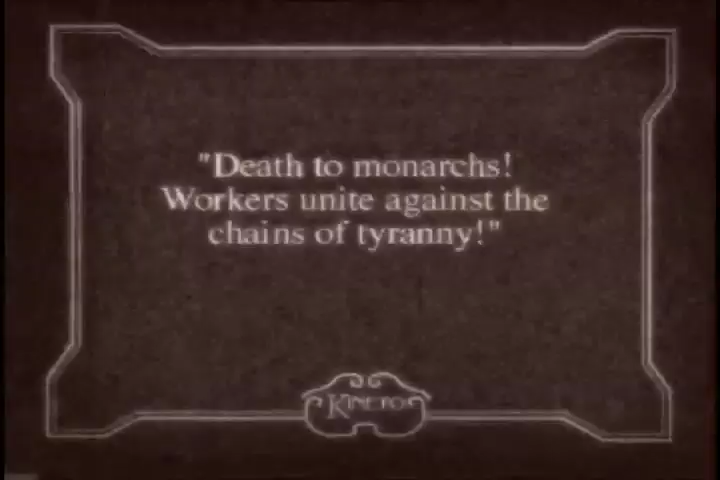 "Death to monarchs!
Workers unite against the
chains of tyranny!"
KINETO